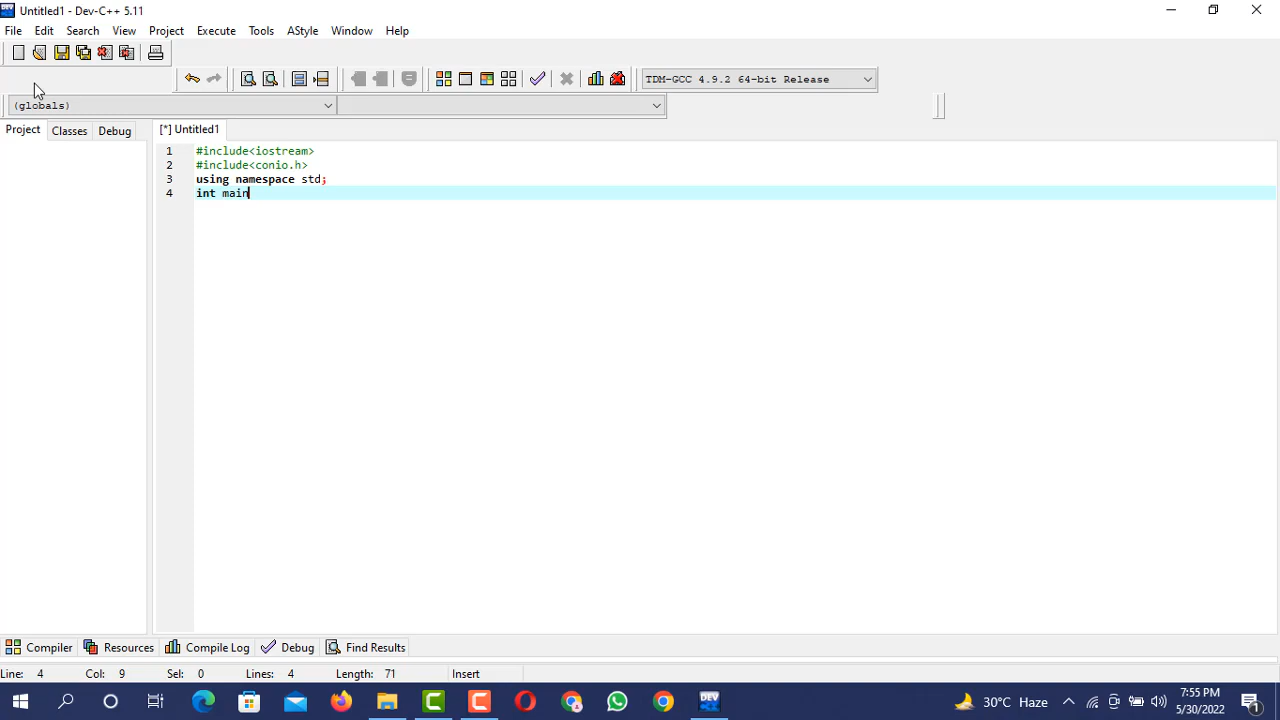 Untitled1 - Dev-C++ 5.11
File Edit Search View Project Execute Tools AStyle Window Help
TDM-GCC 4.9.2 64-bit Release
(globals)
Project Classes Debug [*] Untitled1
1 #include<iostream>
2 #include<conio.h>
3 using namespace std;
4 int main
Compiler Resources Compile Log Debug Find Results
Line: 4 Col: 9 Sel: 0 Lines: 4 Length: 71 Insert
DEV
30°C Haze
7:55 PM
5/30/2022
1